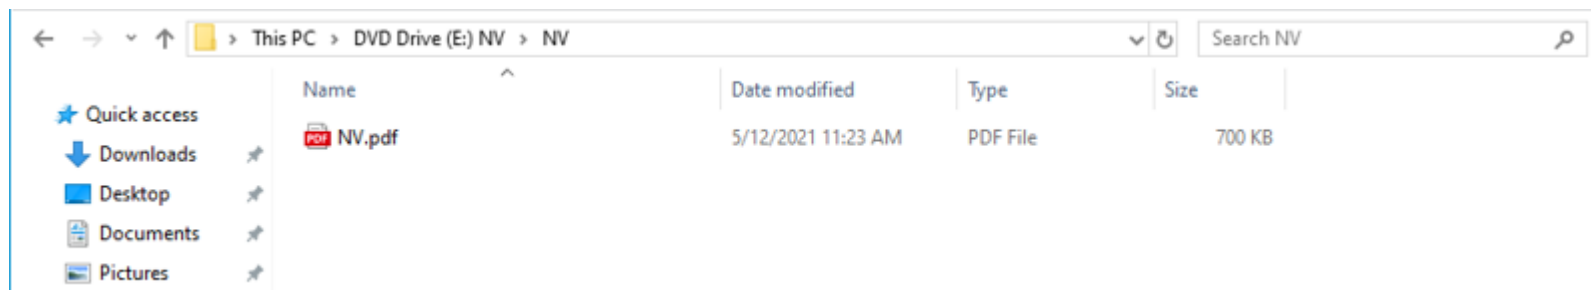 This PC > DVD Drive (E:) NV > NV
Search NV
Name Date modified Type Size
Quick access
PDF NV.pdf 5/12/2021 11:23 AM PDF File 700 KB
Downloads
Desktop
Documents
Pictures